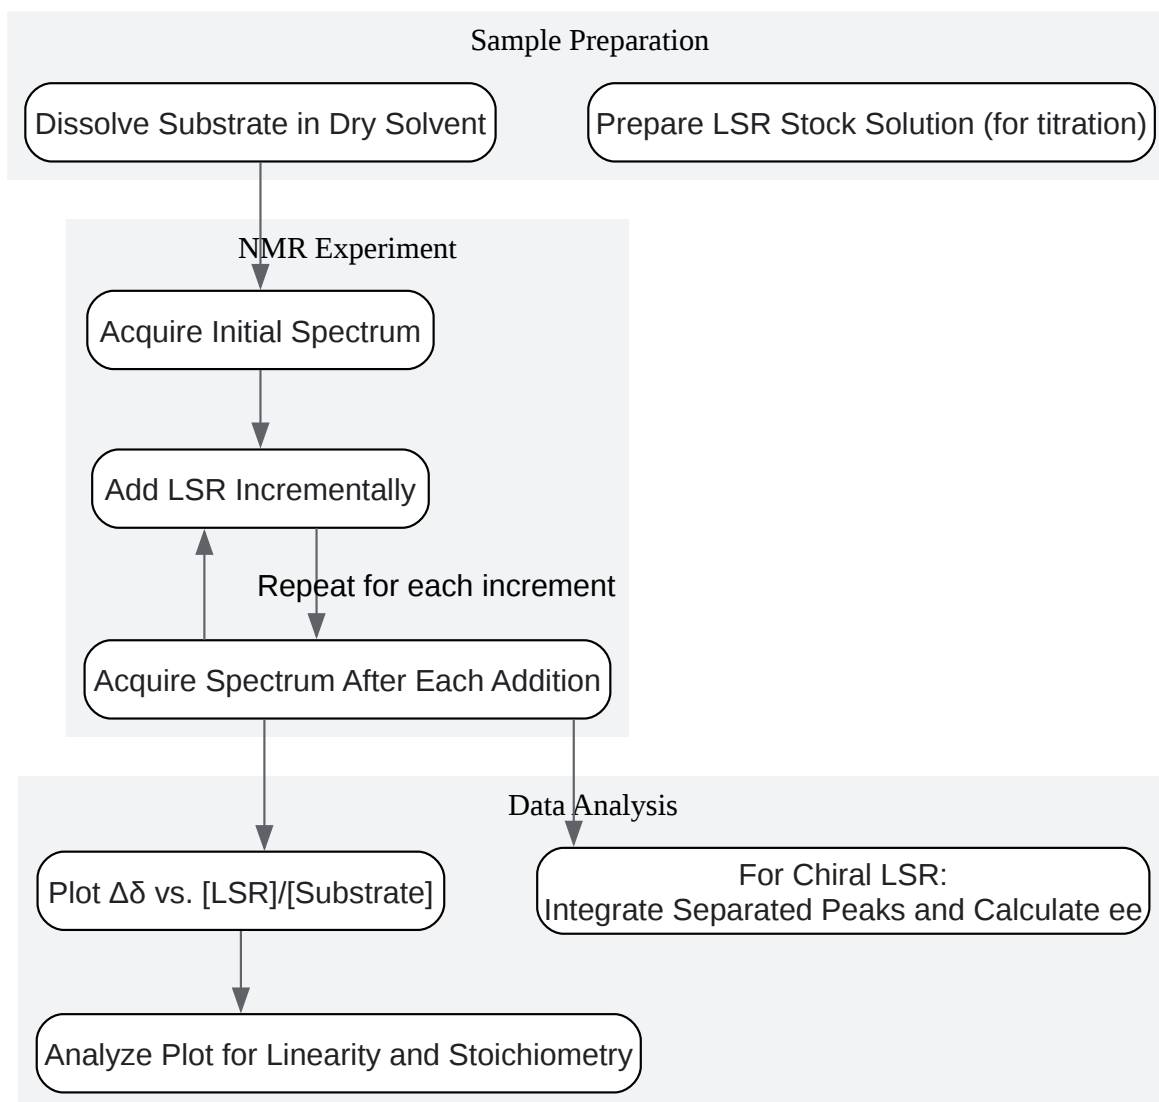 Sample Preparation
Dissolve Substrate in Dry Solvent
Prepare LSR Stock Solution (for titration)
NMR Experiment
Acquire Initial Spectrum
Add LSR Incrementally
Repeat for each increment
Acquire Spectrum After Each Addition
Data Analysis
Plot Δδ vs. [LSR]/[Substrate]
For Chiral LSR:
Integrate Separated Peaks and Calculate ee
Analyze Plot for Linearity and Stoichiometry